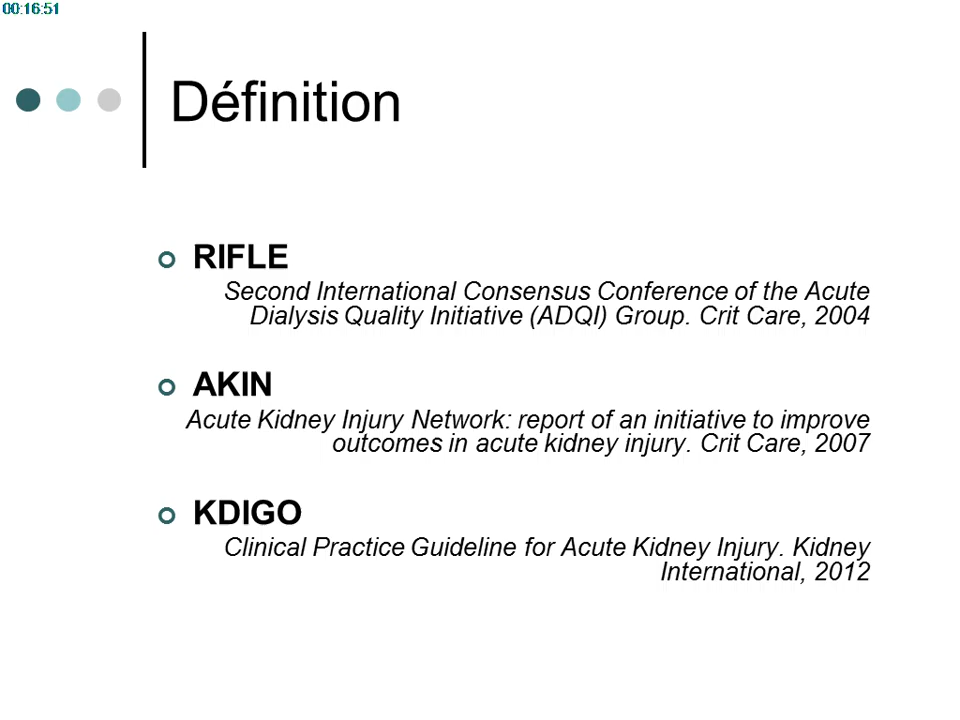 00:16:51
Définition
RIFLE
Second International Consensus Conference of the Acute
Dialysis Quality Initiative (ADQI) Group. Crit Care, 2004
AKIN
Acute Kidney Injury Network: report of an initiative to improve
outcomes in acute kidney injury. Crit Care, 2007
KDIGO
Clinical Practice Guideline for Acute Kidney Injury. Kidney
International, 2012